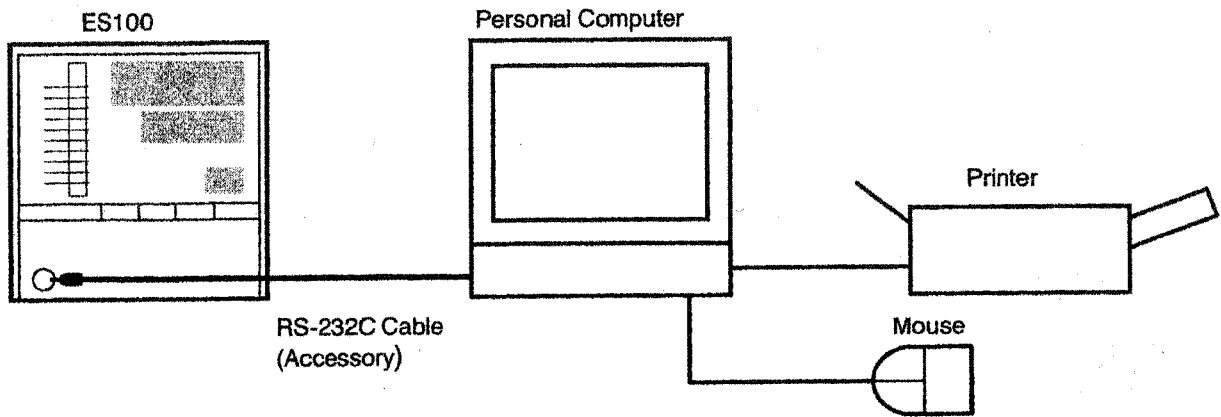 ES100
Personal Computer
Printer
RS-232C Cable
(Accessory)
Mouse